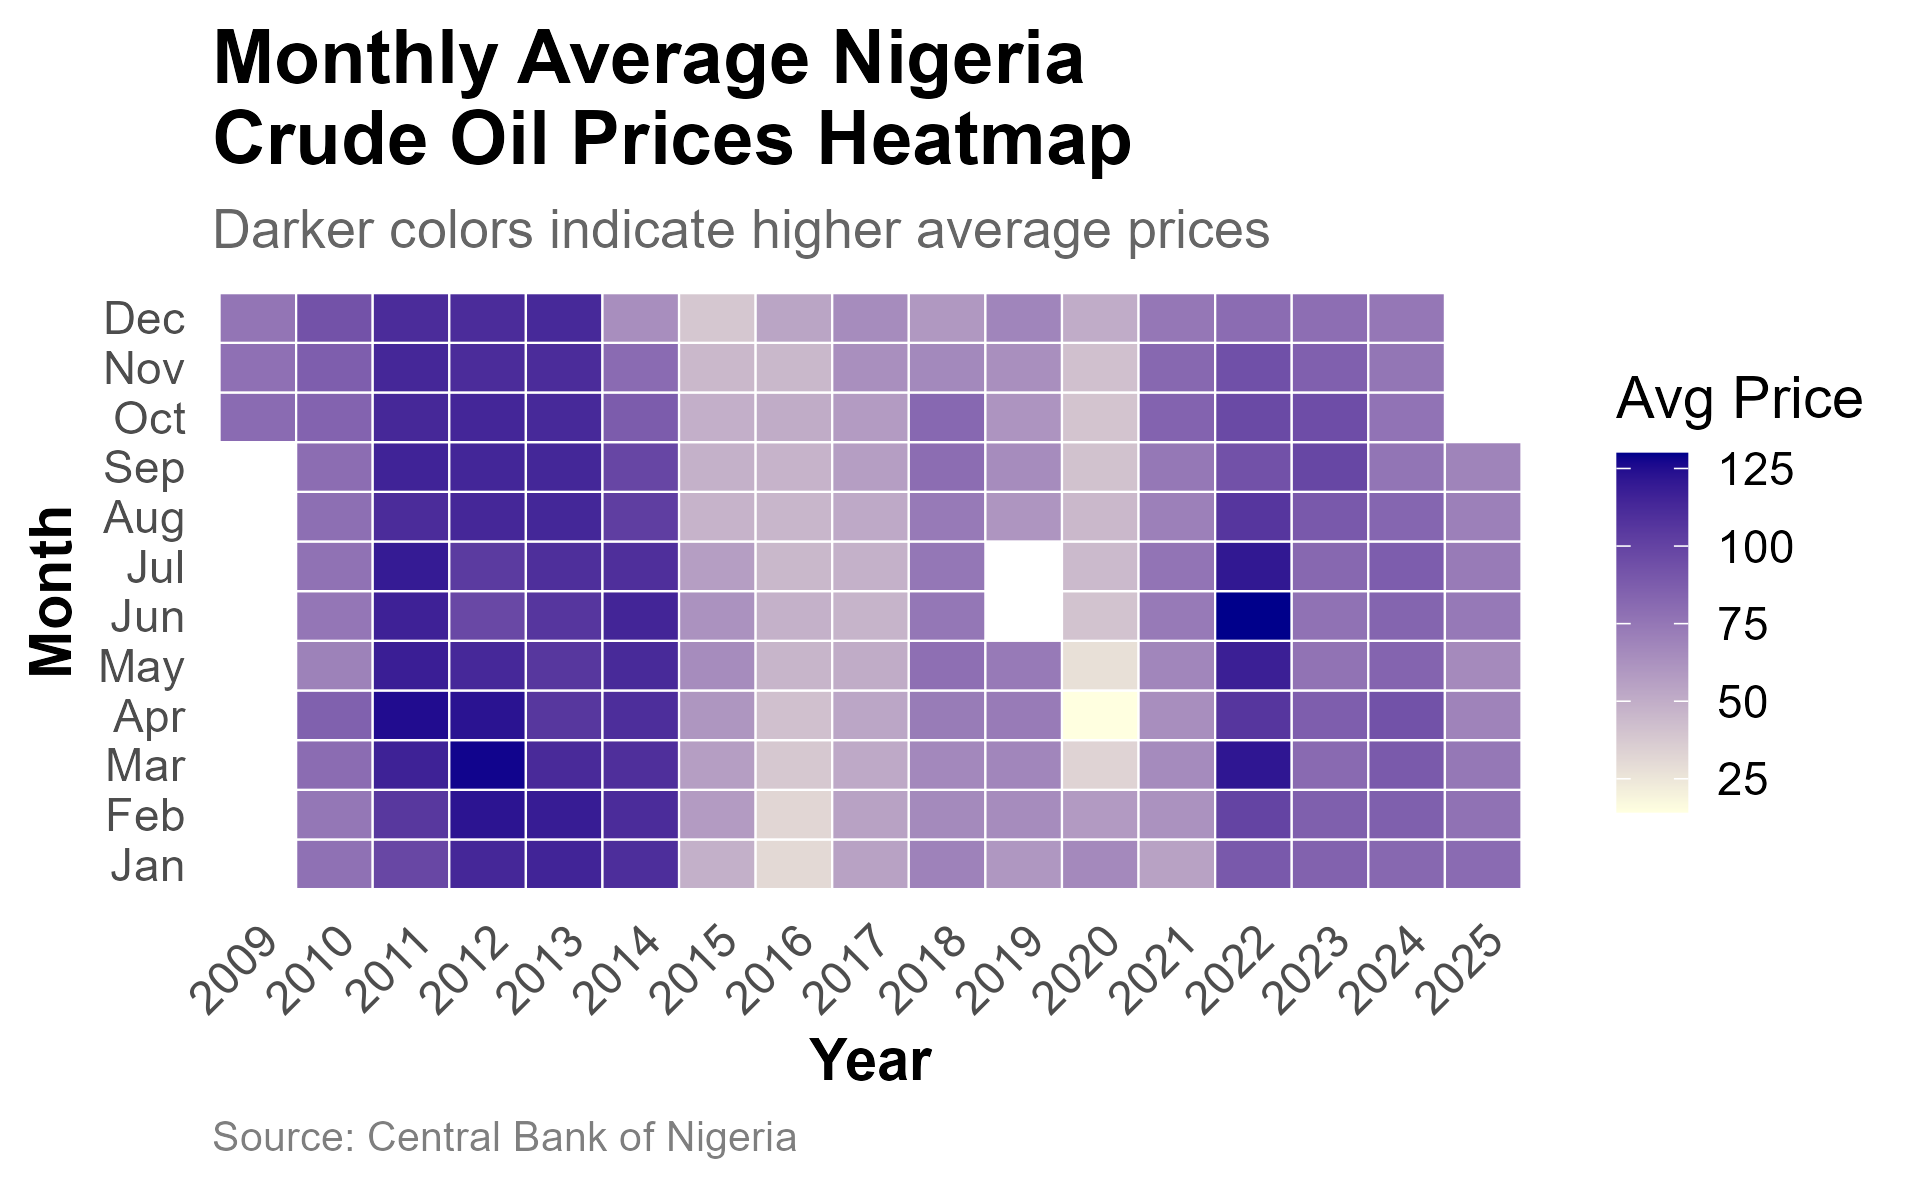 Monthly Average Nigeria
Crude Oil Prices Heatmap
Darker colors indicate higher average prices
Dec
Nov
Oct
Sep
Aug
Jul
Jun
May
Apr
Mar
Feb
Jan
Month
2009
2010
2011
2012
2013
2014
2015
2016
2017
2018
2019
2020
2021
2022
2023
2024
2025
Year
Avg Price
125
100
75
50
25
Source: Central Bank of Nigeria